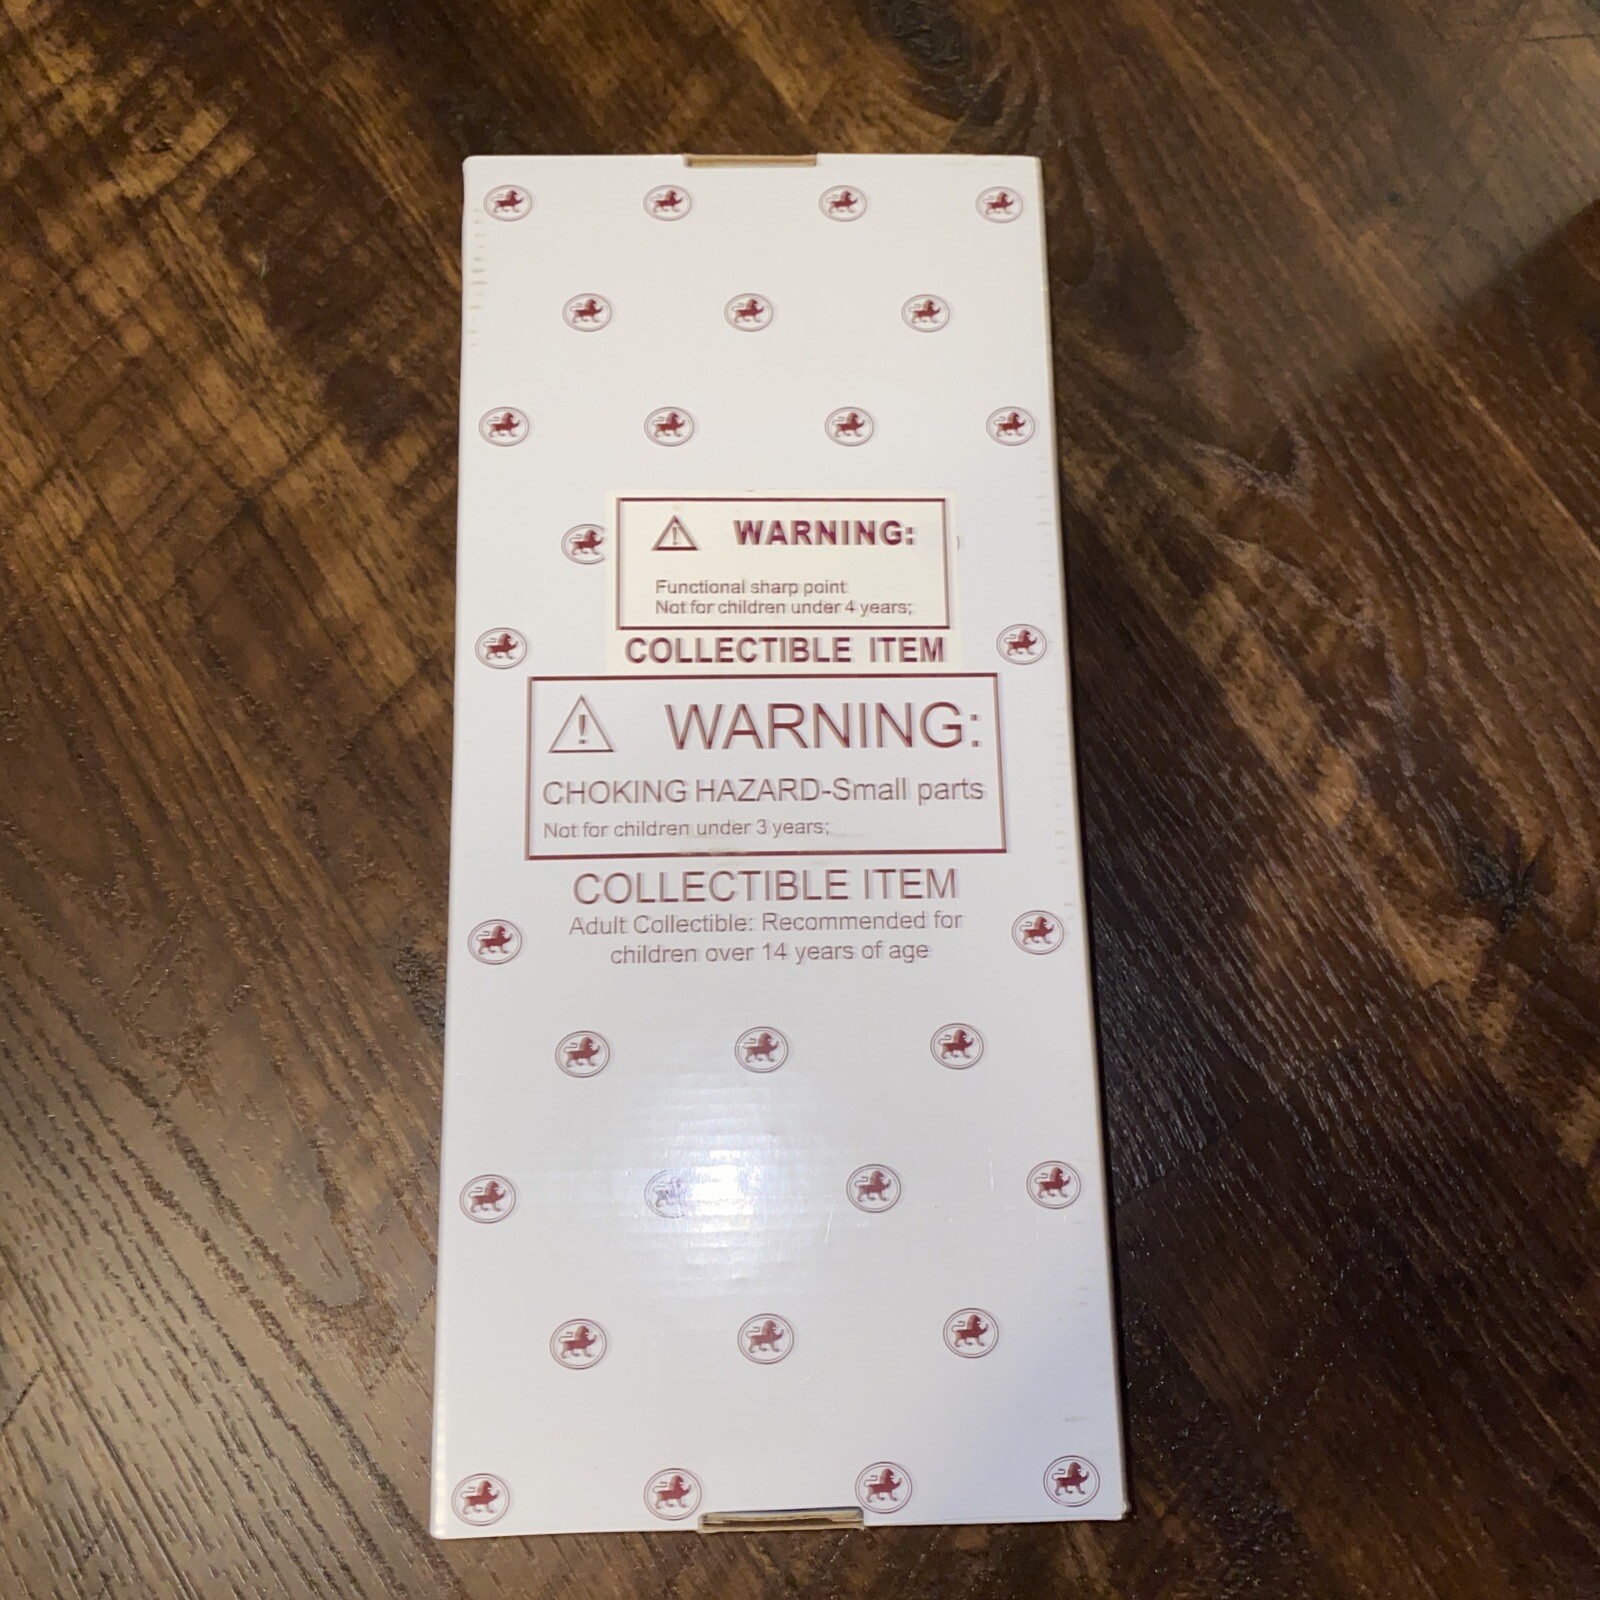 WARNING:
Functional sharp point
Not for children under 4 years;
COLLECTIBLE ITEM
WARNING:
CHOKING HAZARD-Small parts
Not for children under 3 years;
COLLECTIBLE ITEM
Adult Collectible: Recommended for
children over 14 years of age